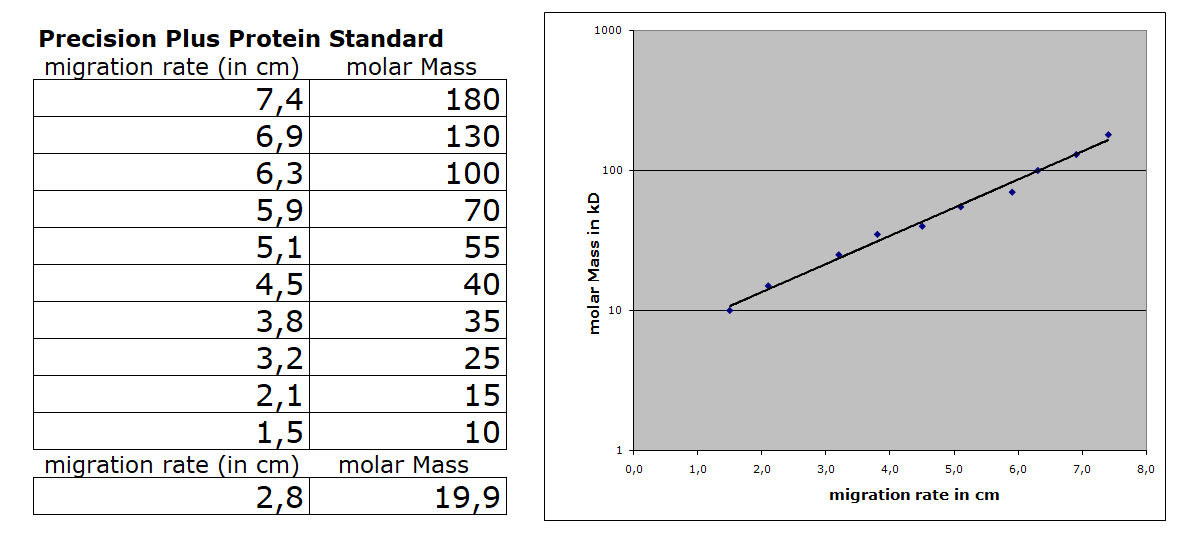 Precision Plus Protein Standard
migration rate (in cm) molar Mass
7,4 180
6,9 130
6,3 100
5,9 70
5,1 55
4,5 40
3,8 35
3,2 25
2,1 15
1,5 10
migration rate (in cm) molar Mass
2,8 19,9
1000
100
10
1
molar Mass in kD
0,0 1,0 2,0 3,0 4,0 5,0 6,0 7,0 8,0
migration rate in cm